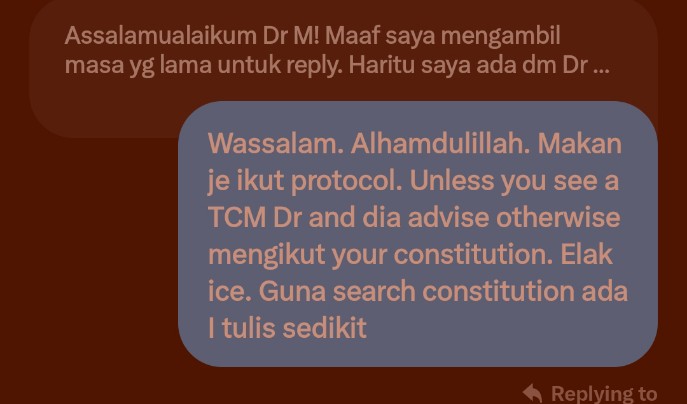 Assalamualaikum Dr M! Maaf saya mengambil
masa yg lama untuk reply. Haritu saya ada dm Dr ...
Wassalam. Alhamdulillah. Makan
je ikut protocol. Unless you see a
TCM Dr and dia advise otherwise
mengikut your constitution. Elak
ice. Guna search constitution ada
I tulis sedikit
Replying to